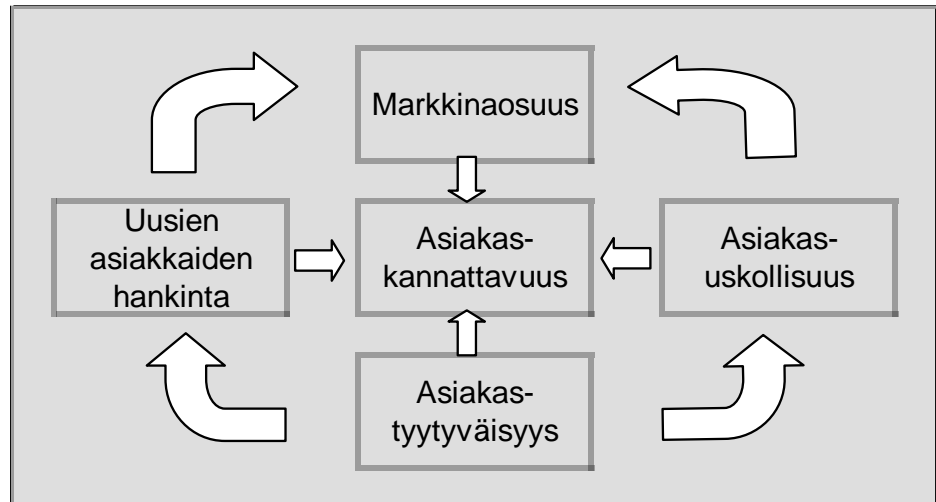 Markkinaosuus
Uusien
asiakkaiden
hankinta
Asiakas-
kannattavuus
Asiakas-
uskollisuus
Asiakas-
tyytyväisyys